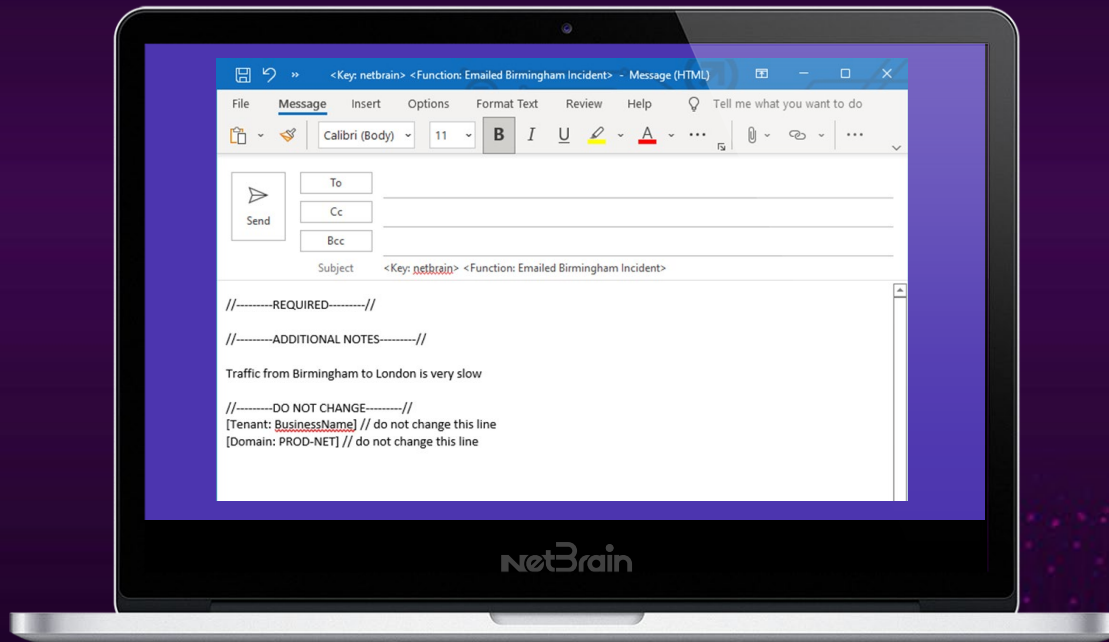 <Key: netbrain> <Function: Emailed Birmingham Incident> - Message (HTML)
File Message Insert Options Format Text Review Help Tell me what you want to do
Calibri (Body) 11 B I U A
Send
To
Cc
Bcc
Subject <Key: netbrain> <Function: Emailed Birmingham Incident>
//---------REQUIRED---------//
//---------ADDITIONAL NOTES---------//
Traffic from Birmingham to London is very slow
//---------DO NOT CHANGE---------//
[Tenant: BusinessName] // do not change this line
[Domain: PROD-NET] // do not change this line
NetBrain